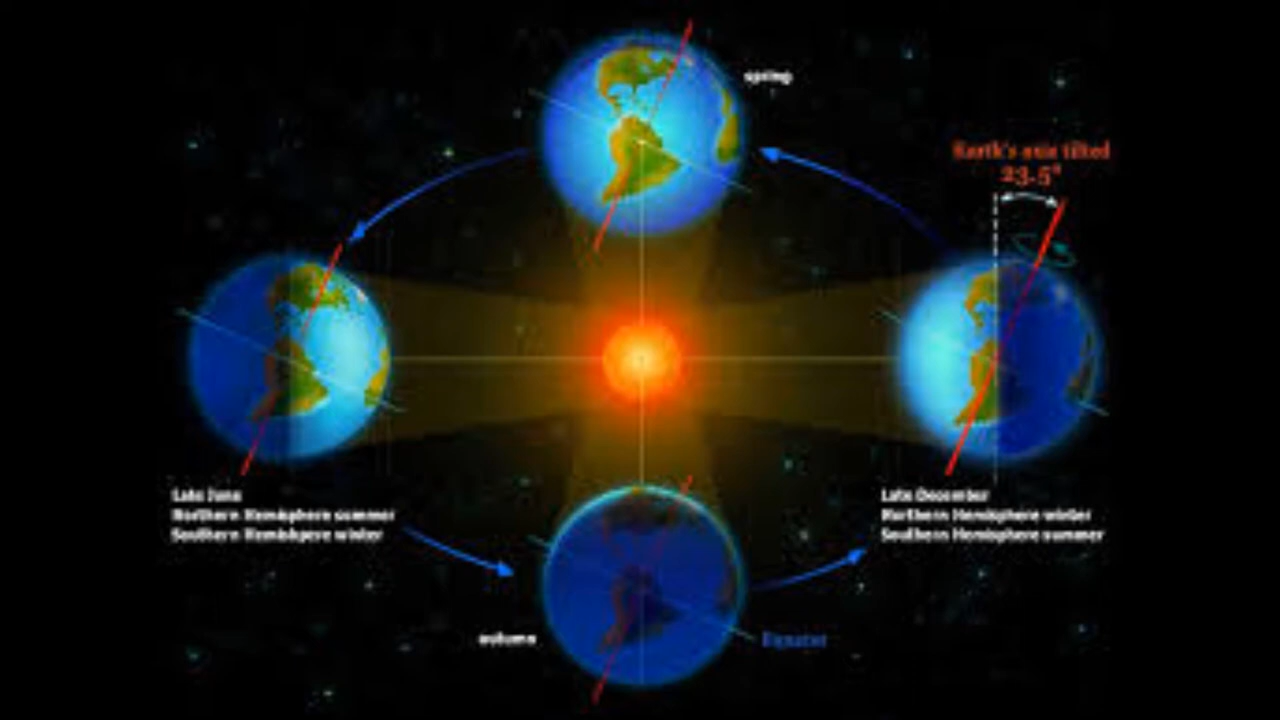 spring
Earth's axis tilted
23.5°
Late June
Northern Hemisphere summer
Southern Hemisphere winter
Late December
Northern Hemisphere winter
Southern Hemisphere summer
autumn
Equator